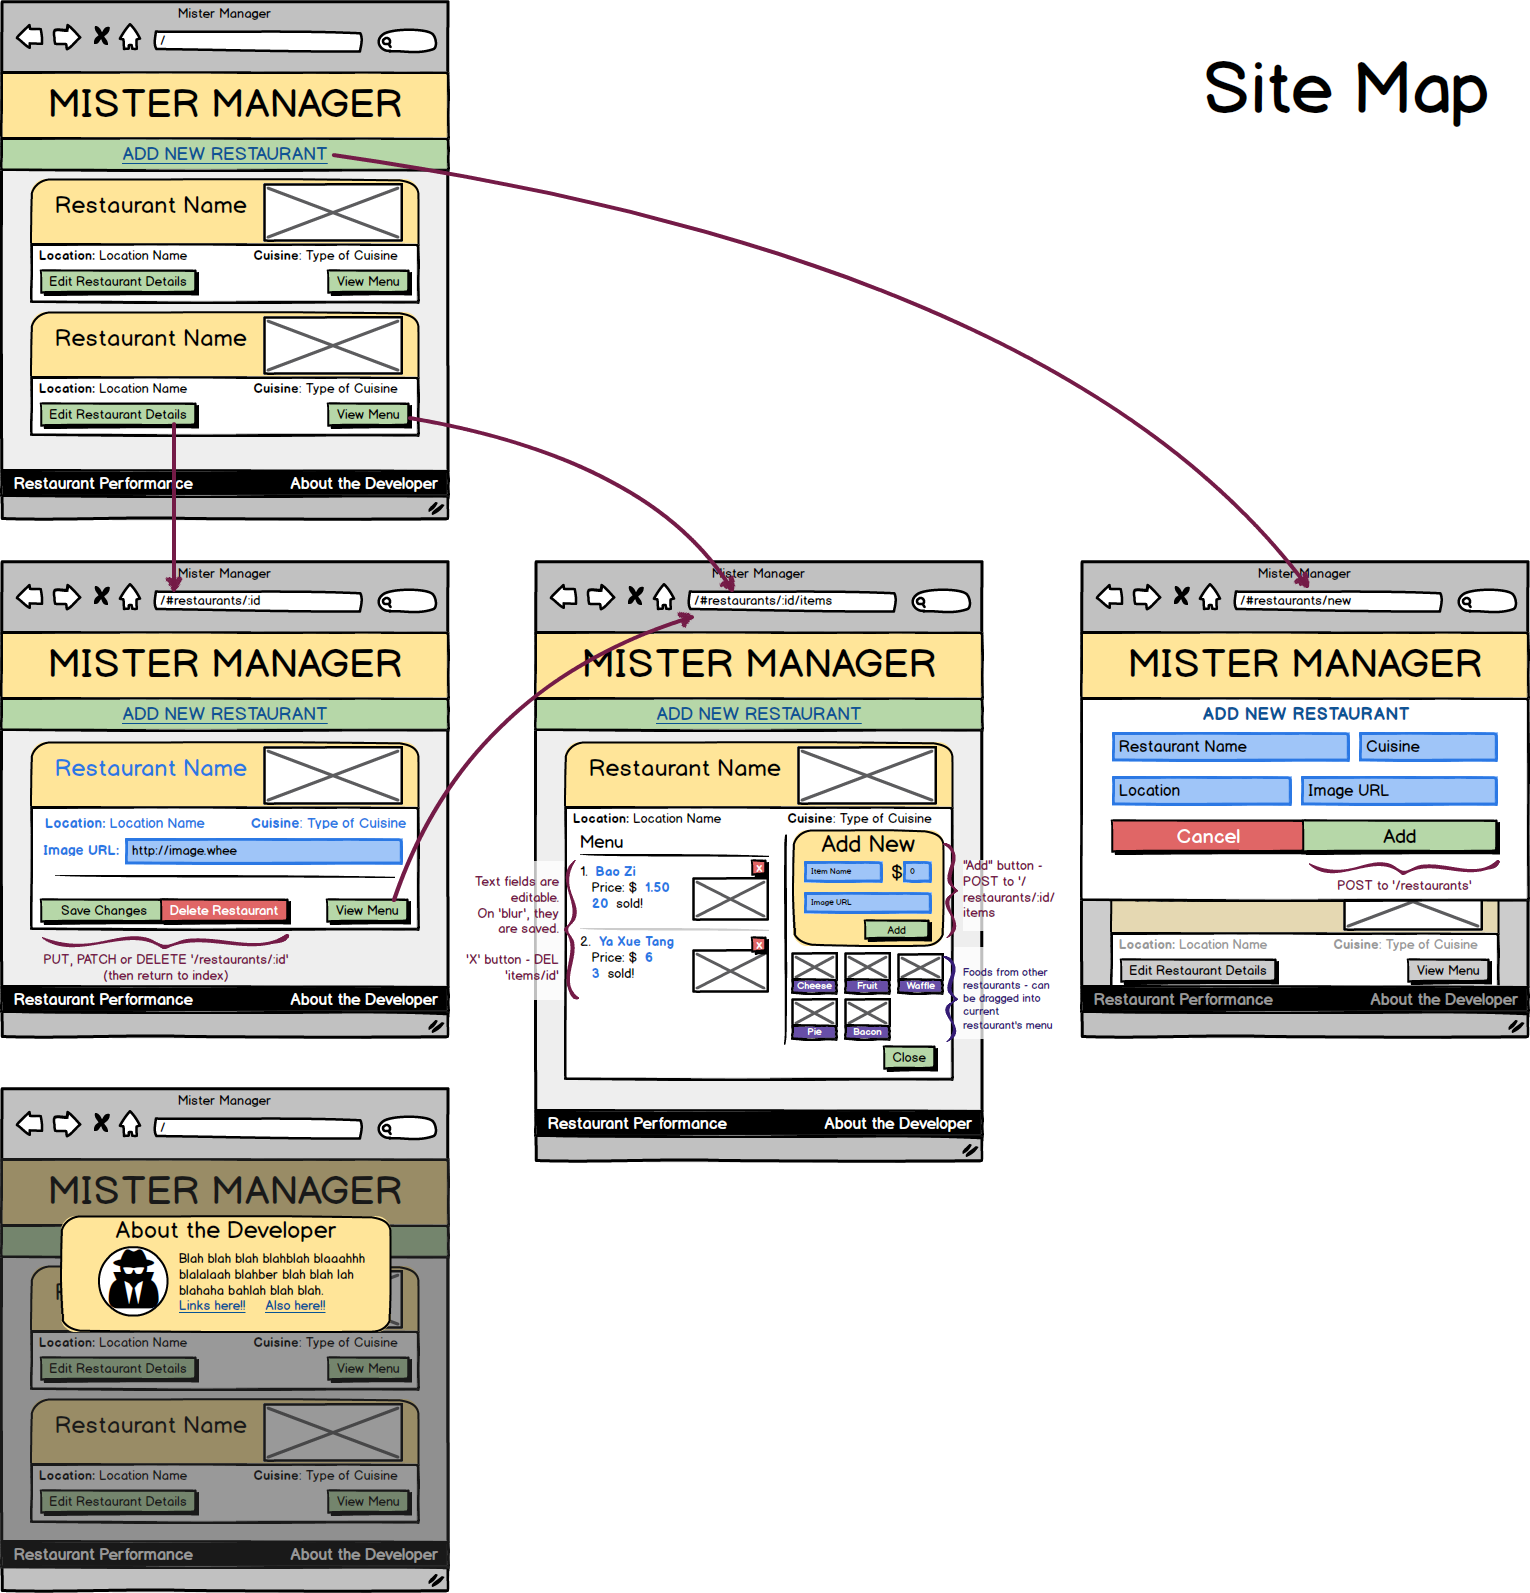 Site Map
Mister Manager
/
MISTER MANAGER
ADD NEW RESTAURANT
Restaurant Name
Location: Location Name
Cuisine: Type of Cuisine
Edit Restaurant Details
View Menu
Restaurant Name
Location: Location Name
Cuisine: Type of Cuisine
Edit Restaurant Details
View Menu
Restaurant Performance
About the Developer
Mister Manager
/#restaurants/:id
MISTER MANAGER
ADD NEW RESTAURANT
Restaurant Name
Location: Location Name
Cuisine: Type of Cuisine
Image URL:
http://image.whee
Save Changes
Delete Restaurant
View Menu
PUT, PATCH or DELETE '/restaurants/:id'
(then return to index)
Restaurant Performance
About the Developer
Mister Manager
/#restaurants/:id/items
MISTER MANAGER
ADD NEW RESTAURANT
Restaurant Name
Location: Location Name
Cuisine: Type of Cuisine
Menu
1. Bao Zi
Price: $ 1.50
20 sold!
X
2. Ya Xue Tang
Price: $ 6
3 sold!
X
Text fields are
editable.
On 'blur', they
are saved.
'X' button - DEL
'items/id'
Add New
Item Name
$
0
Image URL
Add
"Add" button -
POST to '/
restaurants/:id/
items
Cheese
Fruit
Waffle
Pie
Bacon
Foods from other
restaurants - can
be dragged into
current
restaurant's menu
Close
Restaurant Performance
About the Developer
Mister Manager
/#restaurants/new
MISTER MANAGER
ADD NEW RESTAURANT
Restaurant Name
Cuisine
Location
Image URL
Cancel
Add
POST to '/restaurants'
Location: Location Name
Cuisine: Type of Cuisine
Edit Restaurant Details
View Menu
Restaurant Performance
About the Developer
Mister Manager
/
MISTER MANAGER
About the Developer
Blah blah blah blahblah blaaahhh
blalalaah blahber blah blah lah
blahaha bahlah blah blah.
Links here!!
Also here!!
Location: Location Name
Cuisine: Type of Cuisine
Edit Restaurant Details
View Menu
Restaurant Name
Location: Location Name
Cuisine: Type of Cuisine
Edit Restaurant Details
View Menu
Restaurant Performance
About the Developer